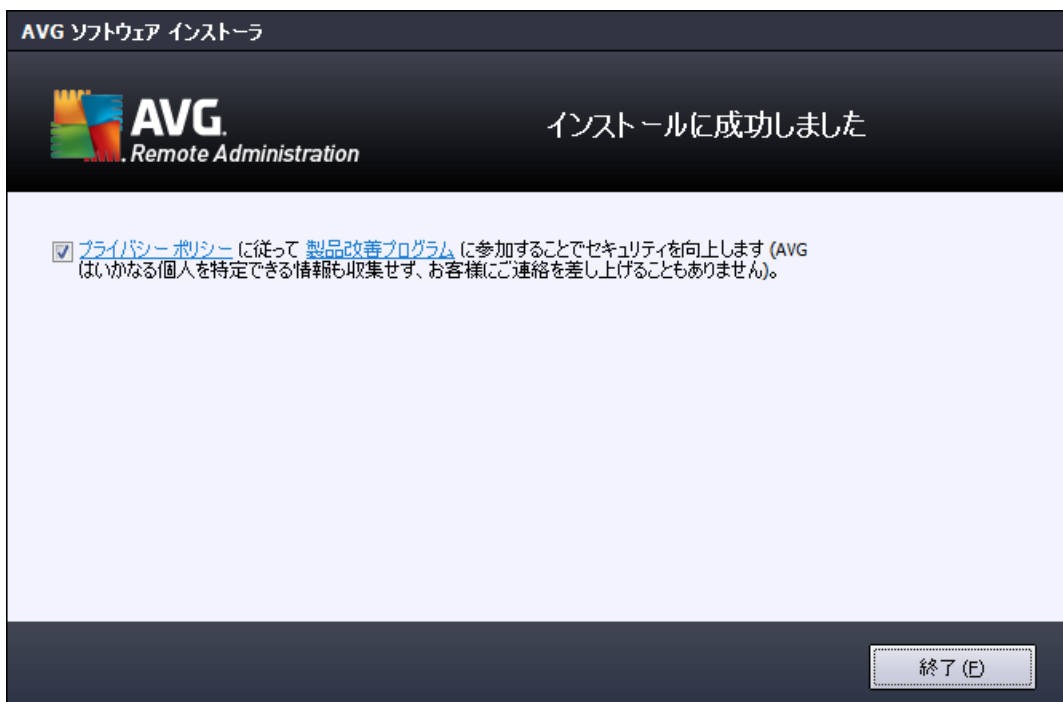 AVG ソフトウェア インストーラ
AVG.
Remote Administration
インストールに成功しました
プライバシー ポリシー に従って 製品改善プログラム に参加することでセキュリティを向上します (AVG
はいかなる個人を特定できる情報も収集せず、お客様にご連絡を差し上げることもありません)。
終了(F)